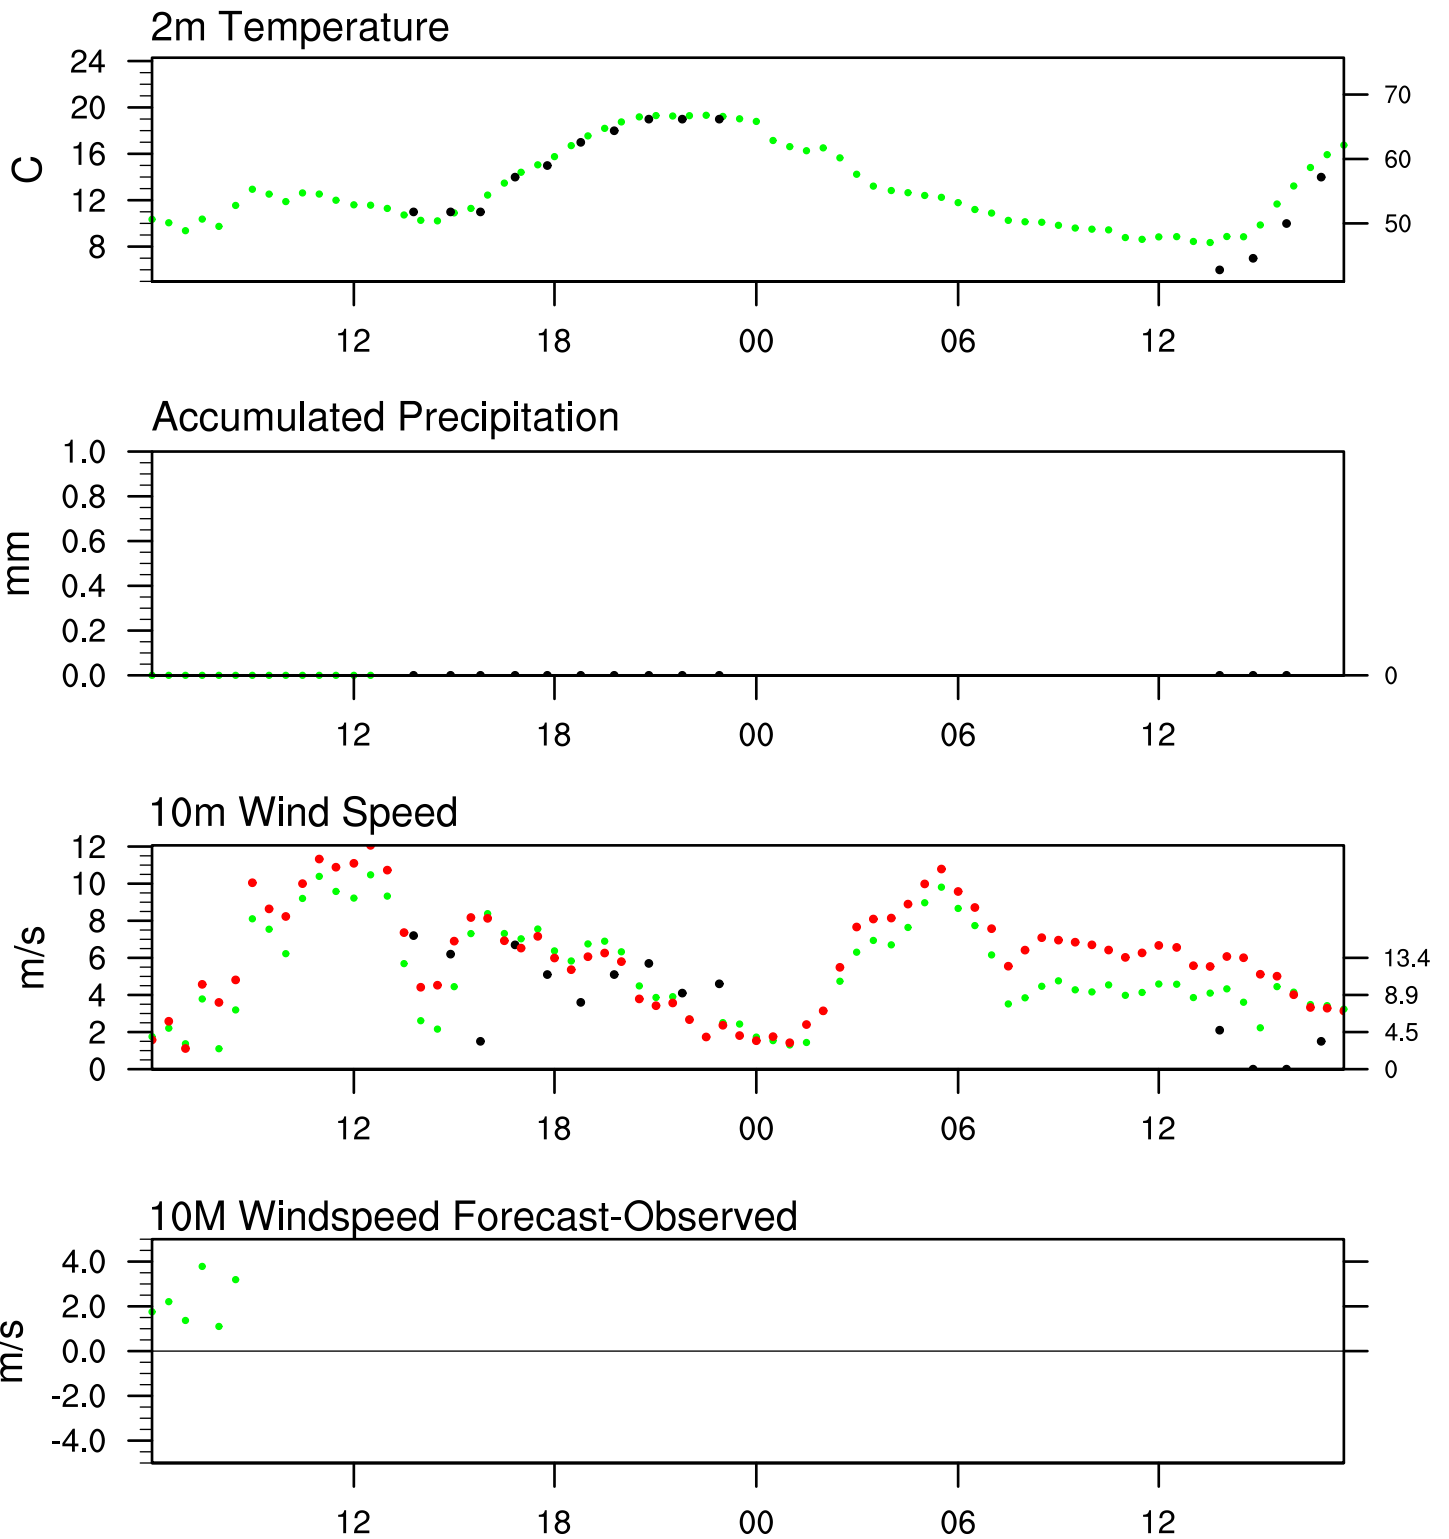 2m Temperature
24
20
16
12
8
C
70
60
50
12 18 00 06 12
Accumulated Precipitation
1.0
0.8
0.6
0.4
0.2
0.0
mm
0
12 18 00 06 12
10m Wind Speed
12
10
8
6
4
2
0
m/s
13.4
8.9
4.5
0
12 18 00 06 12
10M Windspeed Forecast-Observed
4.0
2.0
0.0
-2.0
-4.0
m/s
12 18 00 06 12